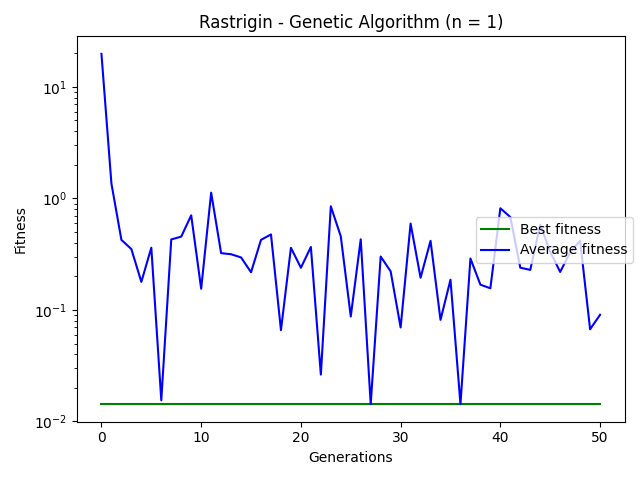 Rastrigin - Genetic Algorithm (n = 1)
Fitness
10¹
10⁰
10⁻¹
10⁻²
Best fitness
Average fitness
0 10 20 30 40 50
Generations